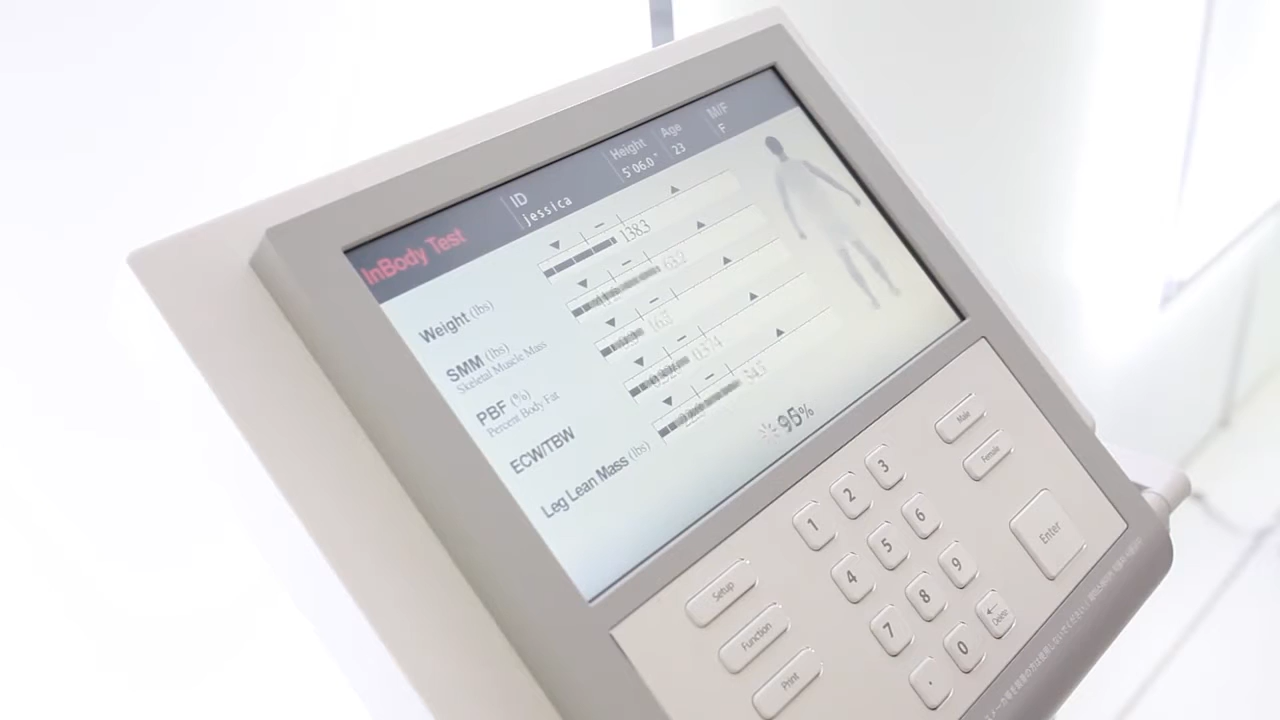 InBody Test
ID
jessica
Height
5'06.0"
Age
23
M/F
F
Weight (lbs)
138.3
SMM (lbs)
Skeletal Muscle Mass
63.2
PBF (%)
Percent Body Fat
ECW/TBW
Leg Lean Mass (lbs)
%
1 2 3
4 5 6
7 8 9
. 0 ← Delete
Setup
Function
Print
Male
Female
Enter